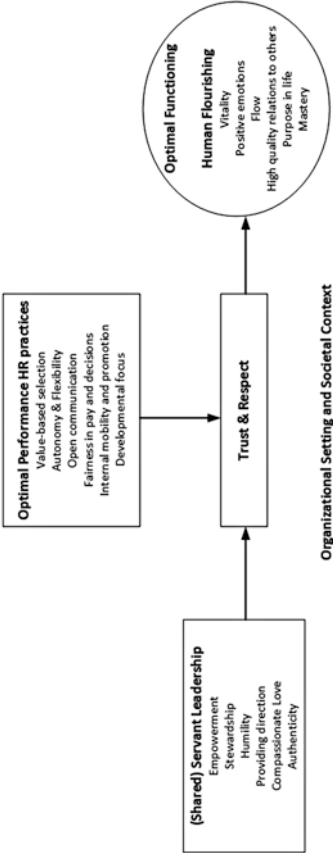 (Shared) Servant Leadership
Empowerment
Stewardship
Humility
Providing direction
Compassionate Love
Authenticity
Optimal Performance HR practices
Value-based selection
Autonomy & Flexibility
Open communication
Fairness in pay and decisions
Internal mobility and promotion
Developmental focus
Trust & Respect
Optimal Functioning
Human Flourishing
Vitality
Positive emotions
Flow
High quality relations to others
Purpose in life
Mastery
Organizational Setting and Societal Context